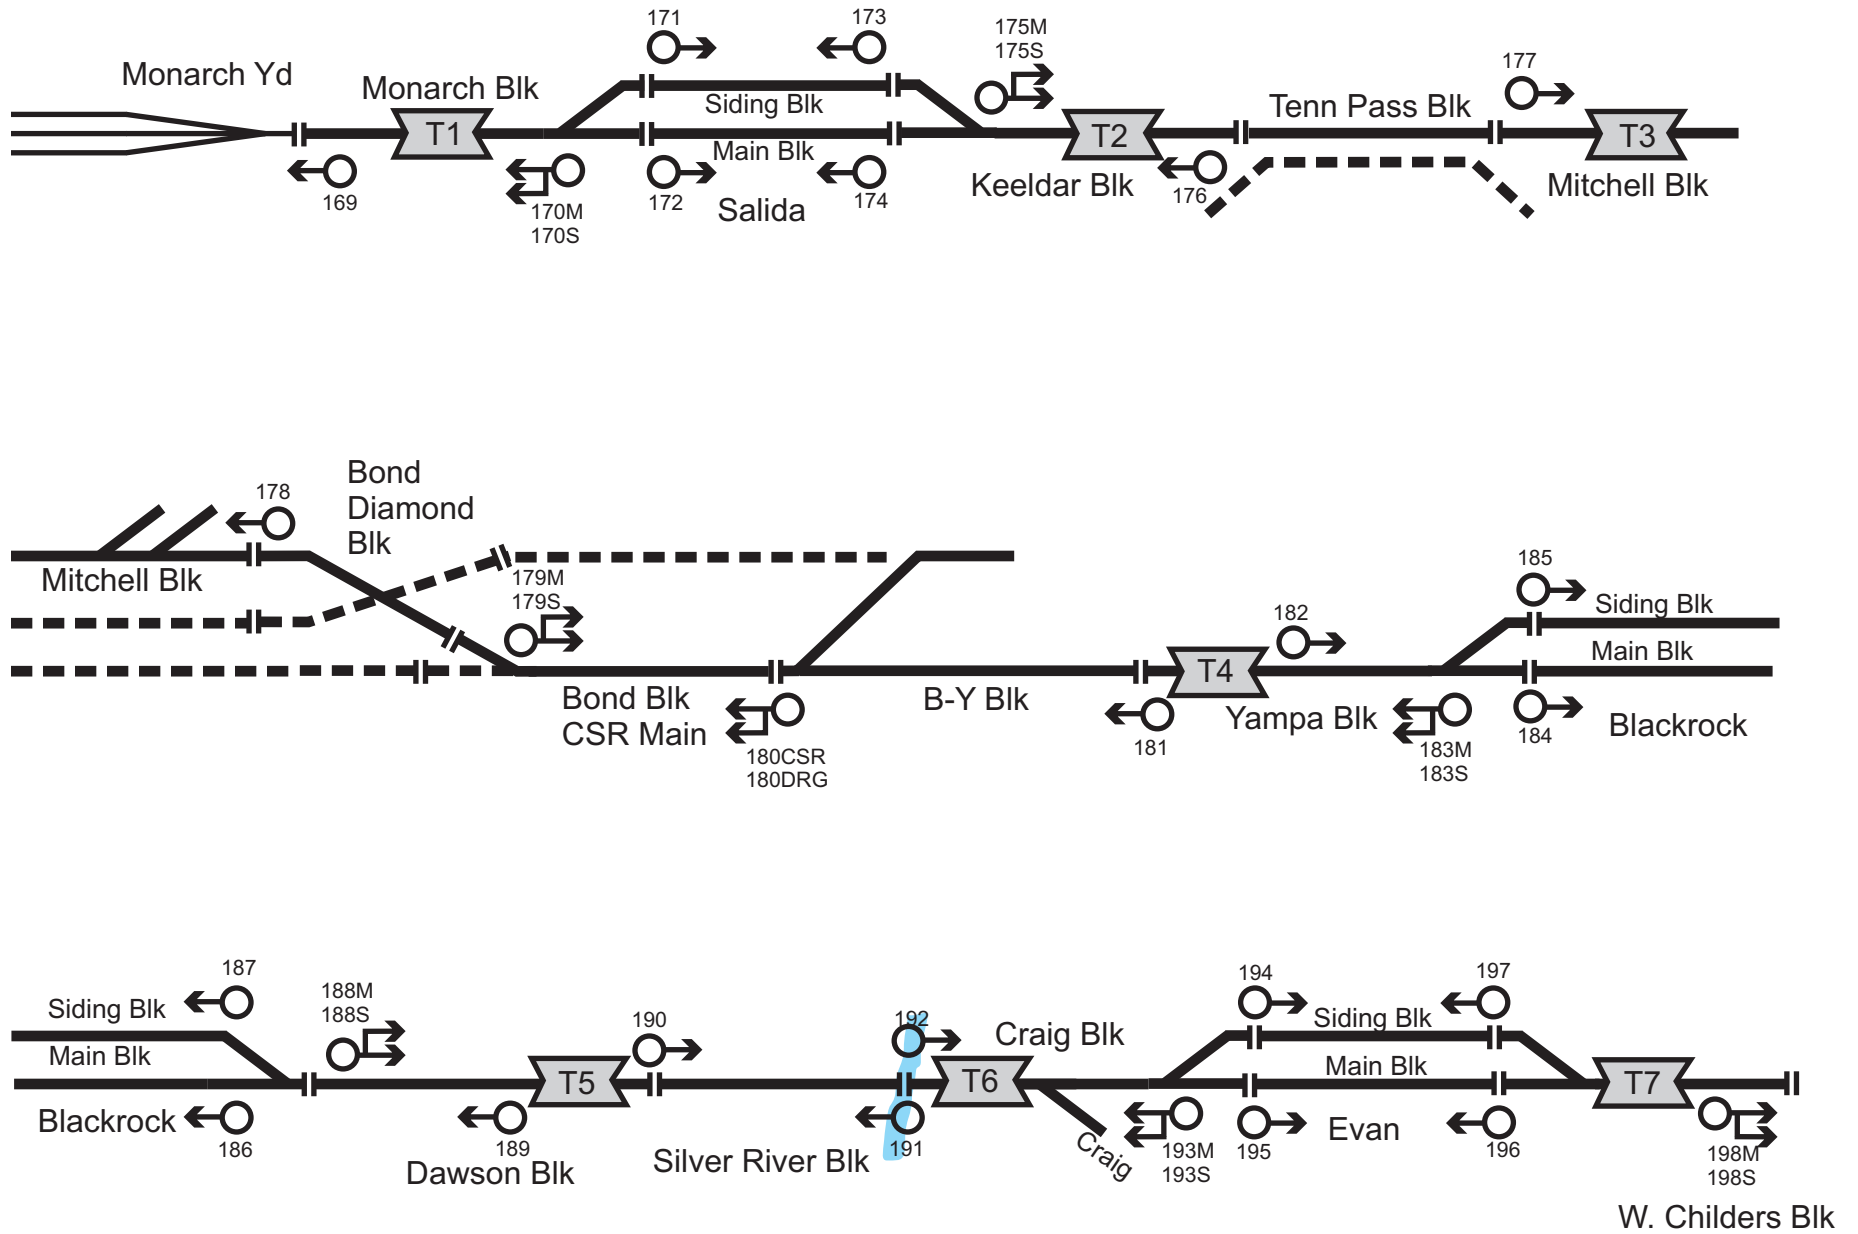 171
173
175M
175S
177
Monarch Yd
Monarch Blk
Siding Blk
Tenn Pass Blk
T1
T2
T3
Main Blk
169
170M
170S
172
Salida
174
Keeldar Blk
176
Mitchell Blk
Bond
Diamond
Blk
178
Mitchell Blk
179M
179S
182
185
Siding Blk
Main Blk
T4
Bond Blk
CSR Main
B-Y Blk
180CSR
180DRG
181
Yampa Blk
183M
183S
184
Blackrock
187
188M
188S
190
192
194
197
Siding Blk
Main Blk
Craig Blk
Siding Blk
Main Blk
T5
T6
T7
Blackrock
186
189
Dawson Blk
Silver River Blk
191
Craig
193M
193S
195
Evan
196
198M
198S
W. Childers Blk